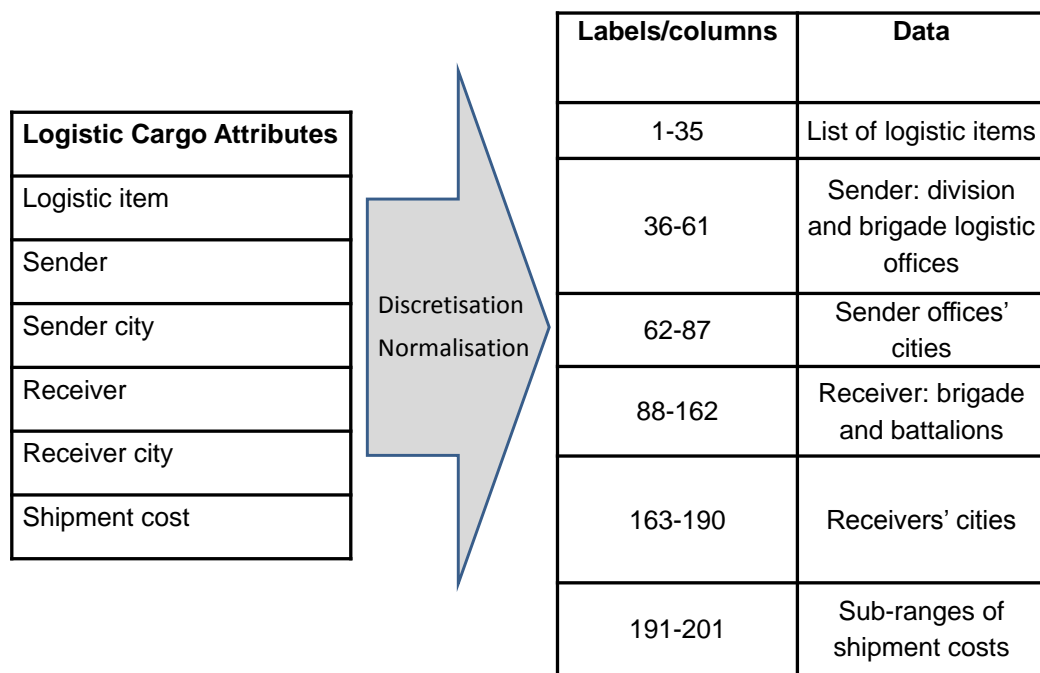 Logistic Cargo Attributes
Logistic item
Sender
Sender city
Receiver
Receiver city
Shipment cost
Discretisation
Normalisation
Labels/columns Data
1-35 List of logistic items
36-61 Sender: division
and brigade logistic
offices
62-87 Sender offices’
cities
88-162 Receiver: brigade
and battalions
163-190 Receivers’ cities
191-201 Sub-ranges of
shipment costs